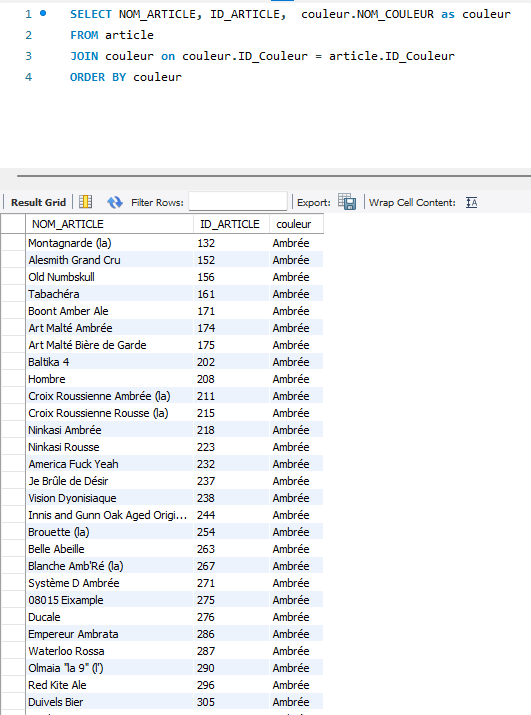 1 SELECT NOM_ARTICLE, ID_ARTICLE, couleur.NOM_COULEUR as couleur
2 FROM article
3 JOIN couleur on couleur.ID_Couleur = article.ID_Couleur
4 ORDER BY couleur
Result Grid Filter Rows: Export: Wrap Cell Content: IA
NOM_ARTICLE ID_ARTICLE couleur
Montagnarde (la) 132 Ambrée
Alesmith Grand Cru 152 Ambrée
Old Numbskull 156 Ambrée
Tabachéra 161 Ambrée
Boont Amber Ale 171 Ambrée
Art Malté Ambrée 174 Ambrée
Art Malté Bière de Garde 175 Ambrée
Baltika 4 202 Ambrée
Hombre 208 Ambrée
Croix Roussienne Ambrée (la) 211 Ambrée
Croix Roussienne Rousse (la) 215 Ambrée
Ninkasi Ambrée 218 Ambrée
Ninkasi Rousse 223 Ambrée
America Fuck Yeah 232 Ambrée
Je Brûle de Désir 237 Ambrée
Vision Dyonisiaque 238 Ambrée
Innis and Gunn Oak Aged Origi... 244 Ambrée
Brouette (la) 254 Ambrée
Belle Abeille 263 Ambrée
Blanche Amb'Ré (la) 267 Ambrée
Système D Ambrée 271 Ambrée
08015 Eixample 275 Ambrée
Ducale 276 Ambrée
Empereur Ambrata 286 Ambrée
Waterloo Rossa 287 Ambrée
Olmaia "la 9" (l') 290 Ambrée
Red Kite Ale 296 Ambrée
Duivels Bier 305 Ambrée